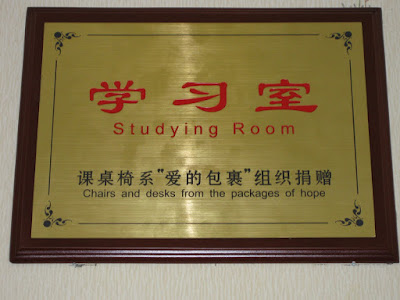 学习室
Studying Room
课桌椅系"爱的包裹"组织捐赠
Chairs and desks from the packages of hope